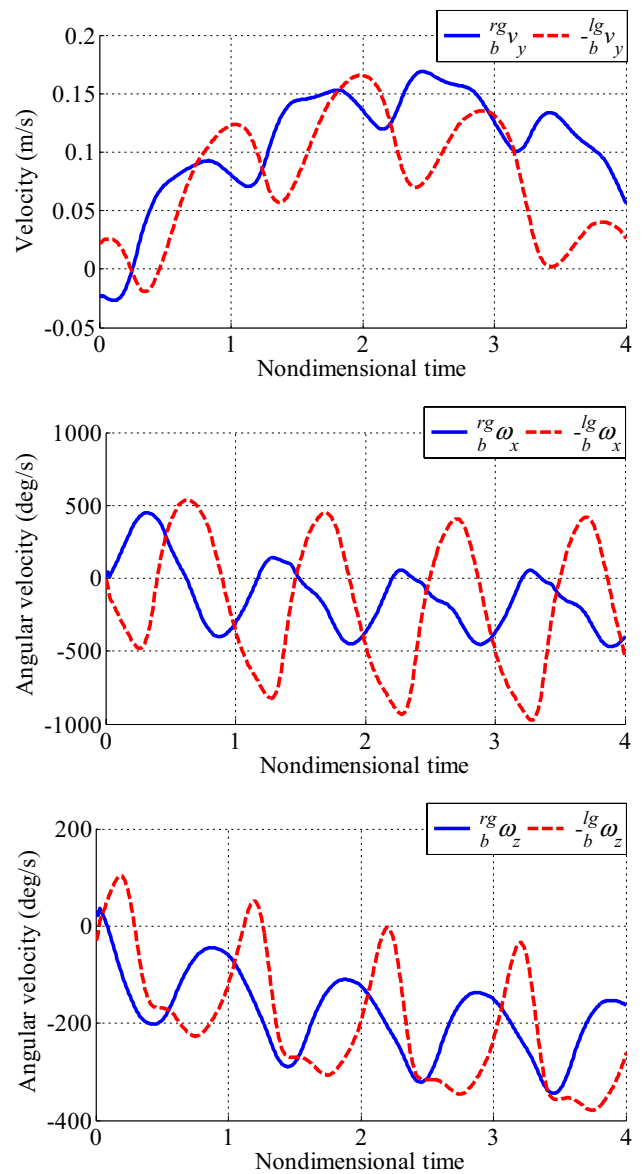 rg b v y -lg b v y
0.2
0.15
0.1
0.05
0
-0.05
Velocity (m/s)
0 1 2 3 4
Nondimensional time
rg b ω x -lg b ω x
1000
500
0
-500
-1000
Angular velocity (deg/s)
0 1 2 3 4
Nondimensional time
rg b ω z -lg b ω z
200
0
-200
-400
Angular velocity (deg/s)
0 1 2 3 4
Nondimensional time